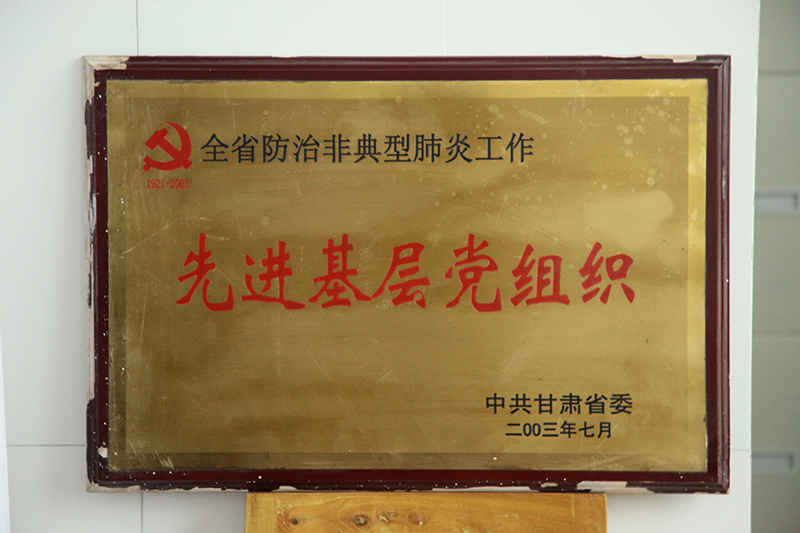 全省防治非典型肺炎工作
1921-2003
先进基层党组织
中共甘肃省委
二00三年七月